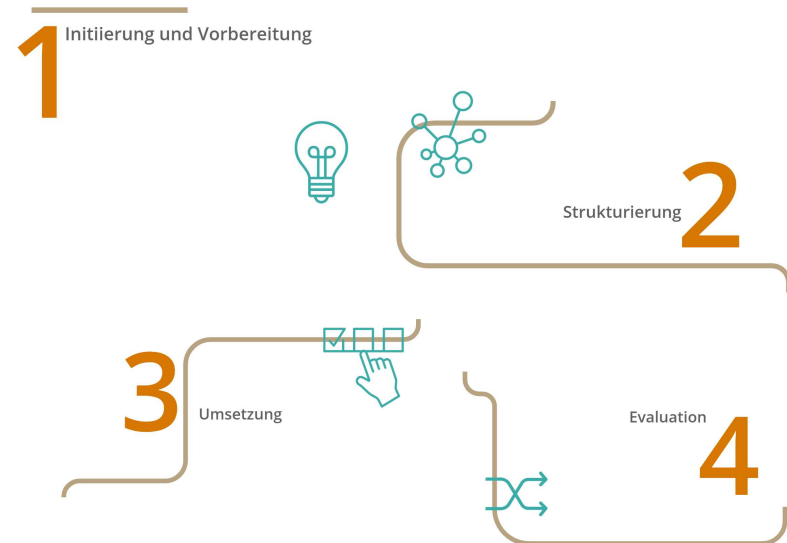 1
Initiierung und Vorbereitung
2
Strukturierung
3
Umsetzung
Evaluation
4